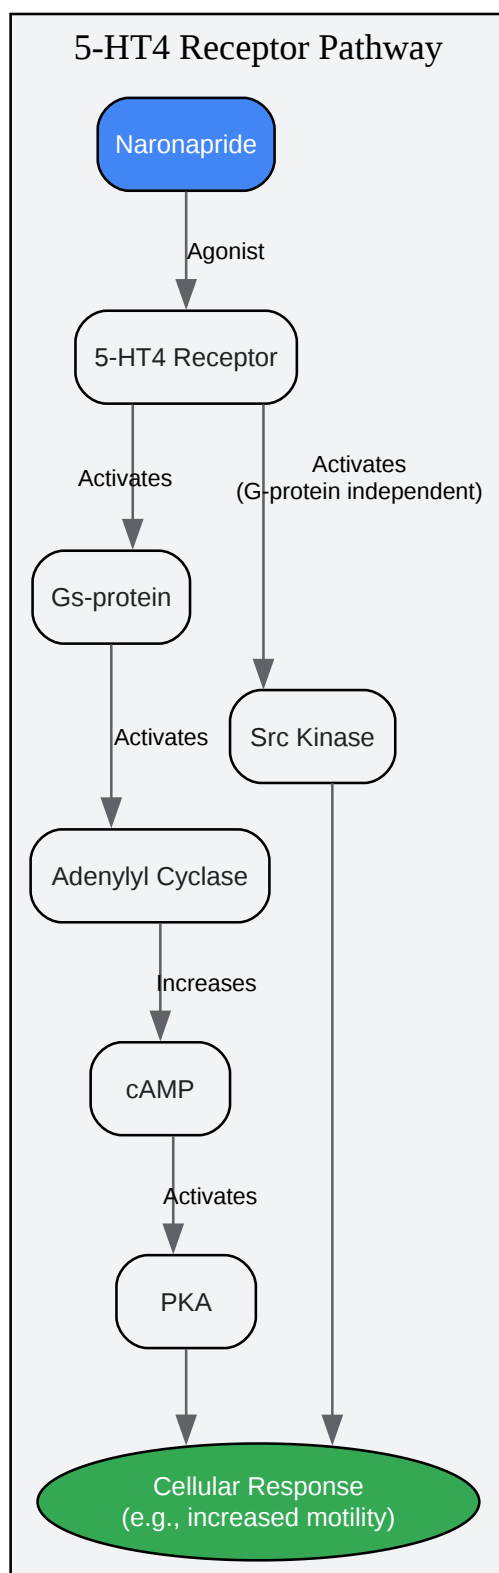 5-HT4 Receptor Pathway
Naronapride
Agonist
5-HT4 Receptor
Activates
Activates
(G-protein independent)
Gs-protein
Activates
Src Kinase
Adenylyl Cyclase
Increases
cAMP
Activates
PKA
Cellular Response
(e.g., increased motility)